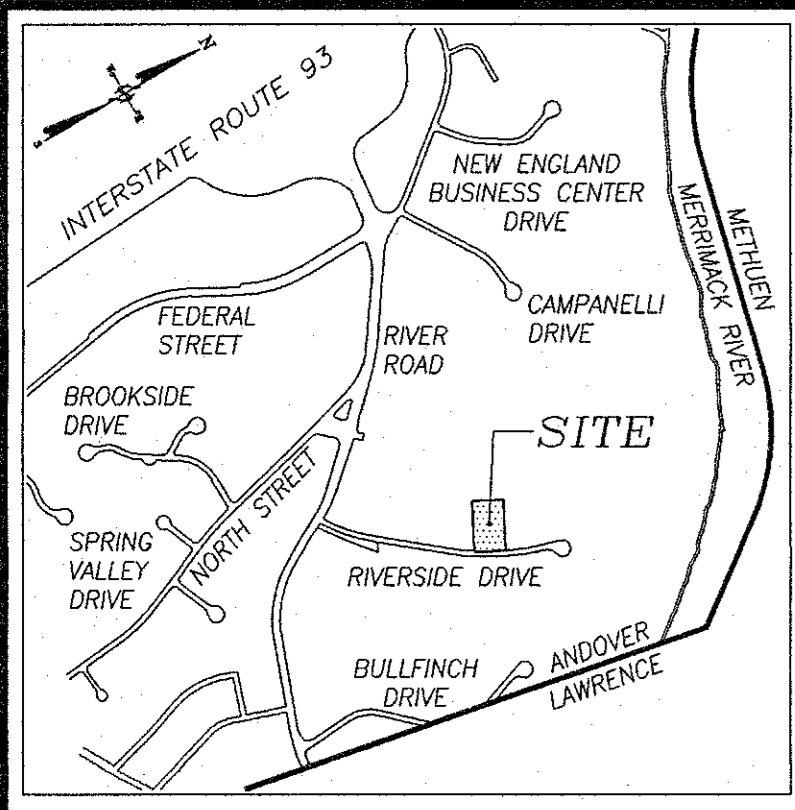 N
INTERSTATE ROUTE 93
NEW ENGLAND
BUSINESS CENTER
DRIVE
METHUEN
MERRIMACK RIVER
CAMPANELLI
DRIVE
FEDERAL
STREET
RIVER
ROAD
BROOKSIDE
DRIVE
SITE
NORTH STREET
SPRING
VALLEY
DRIVE
RIVERSIDE DRIVE
BULLFINCH
DRIVE
ANDOVER
LAWRENCE